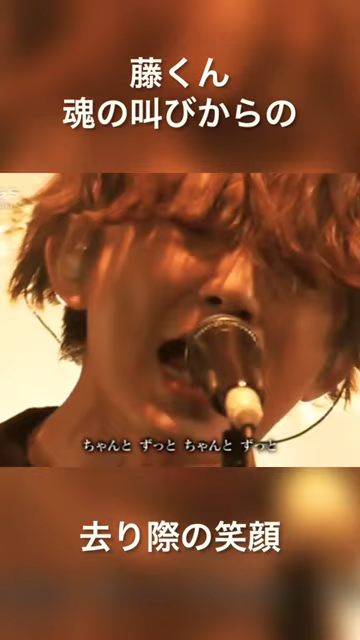 藤くん
魂の叫びからの
ちゃんと ずっと ちゃんと ずっと
去り際の笑顔